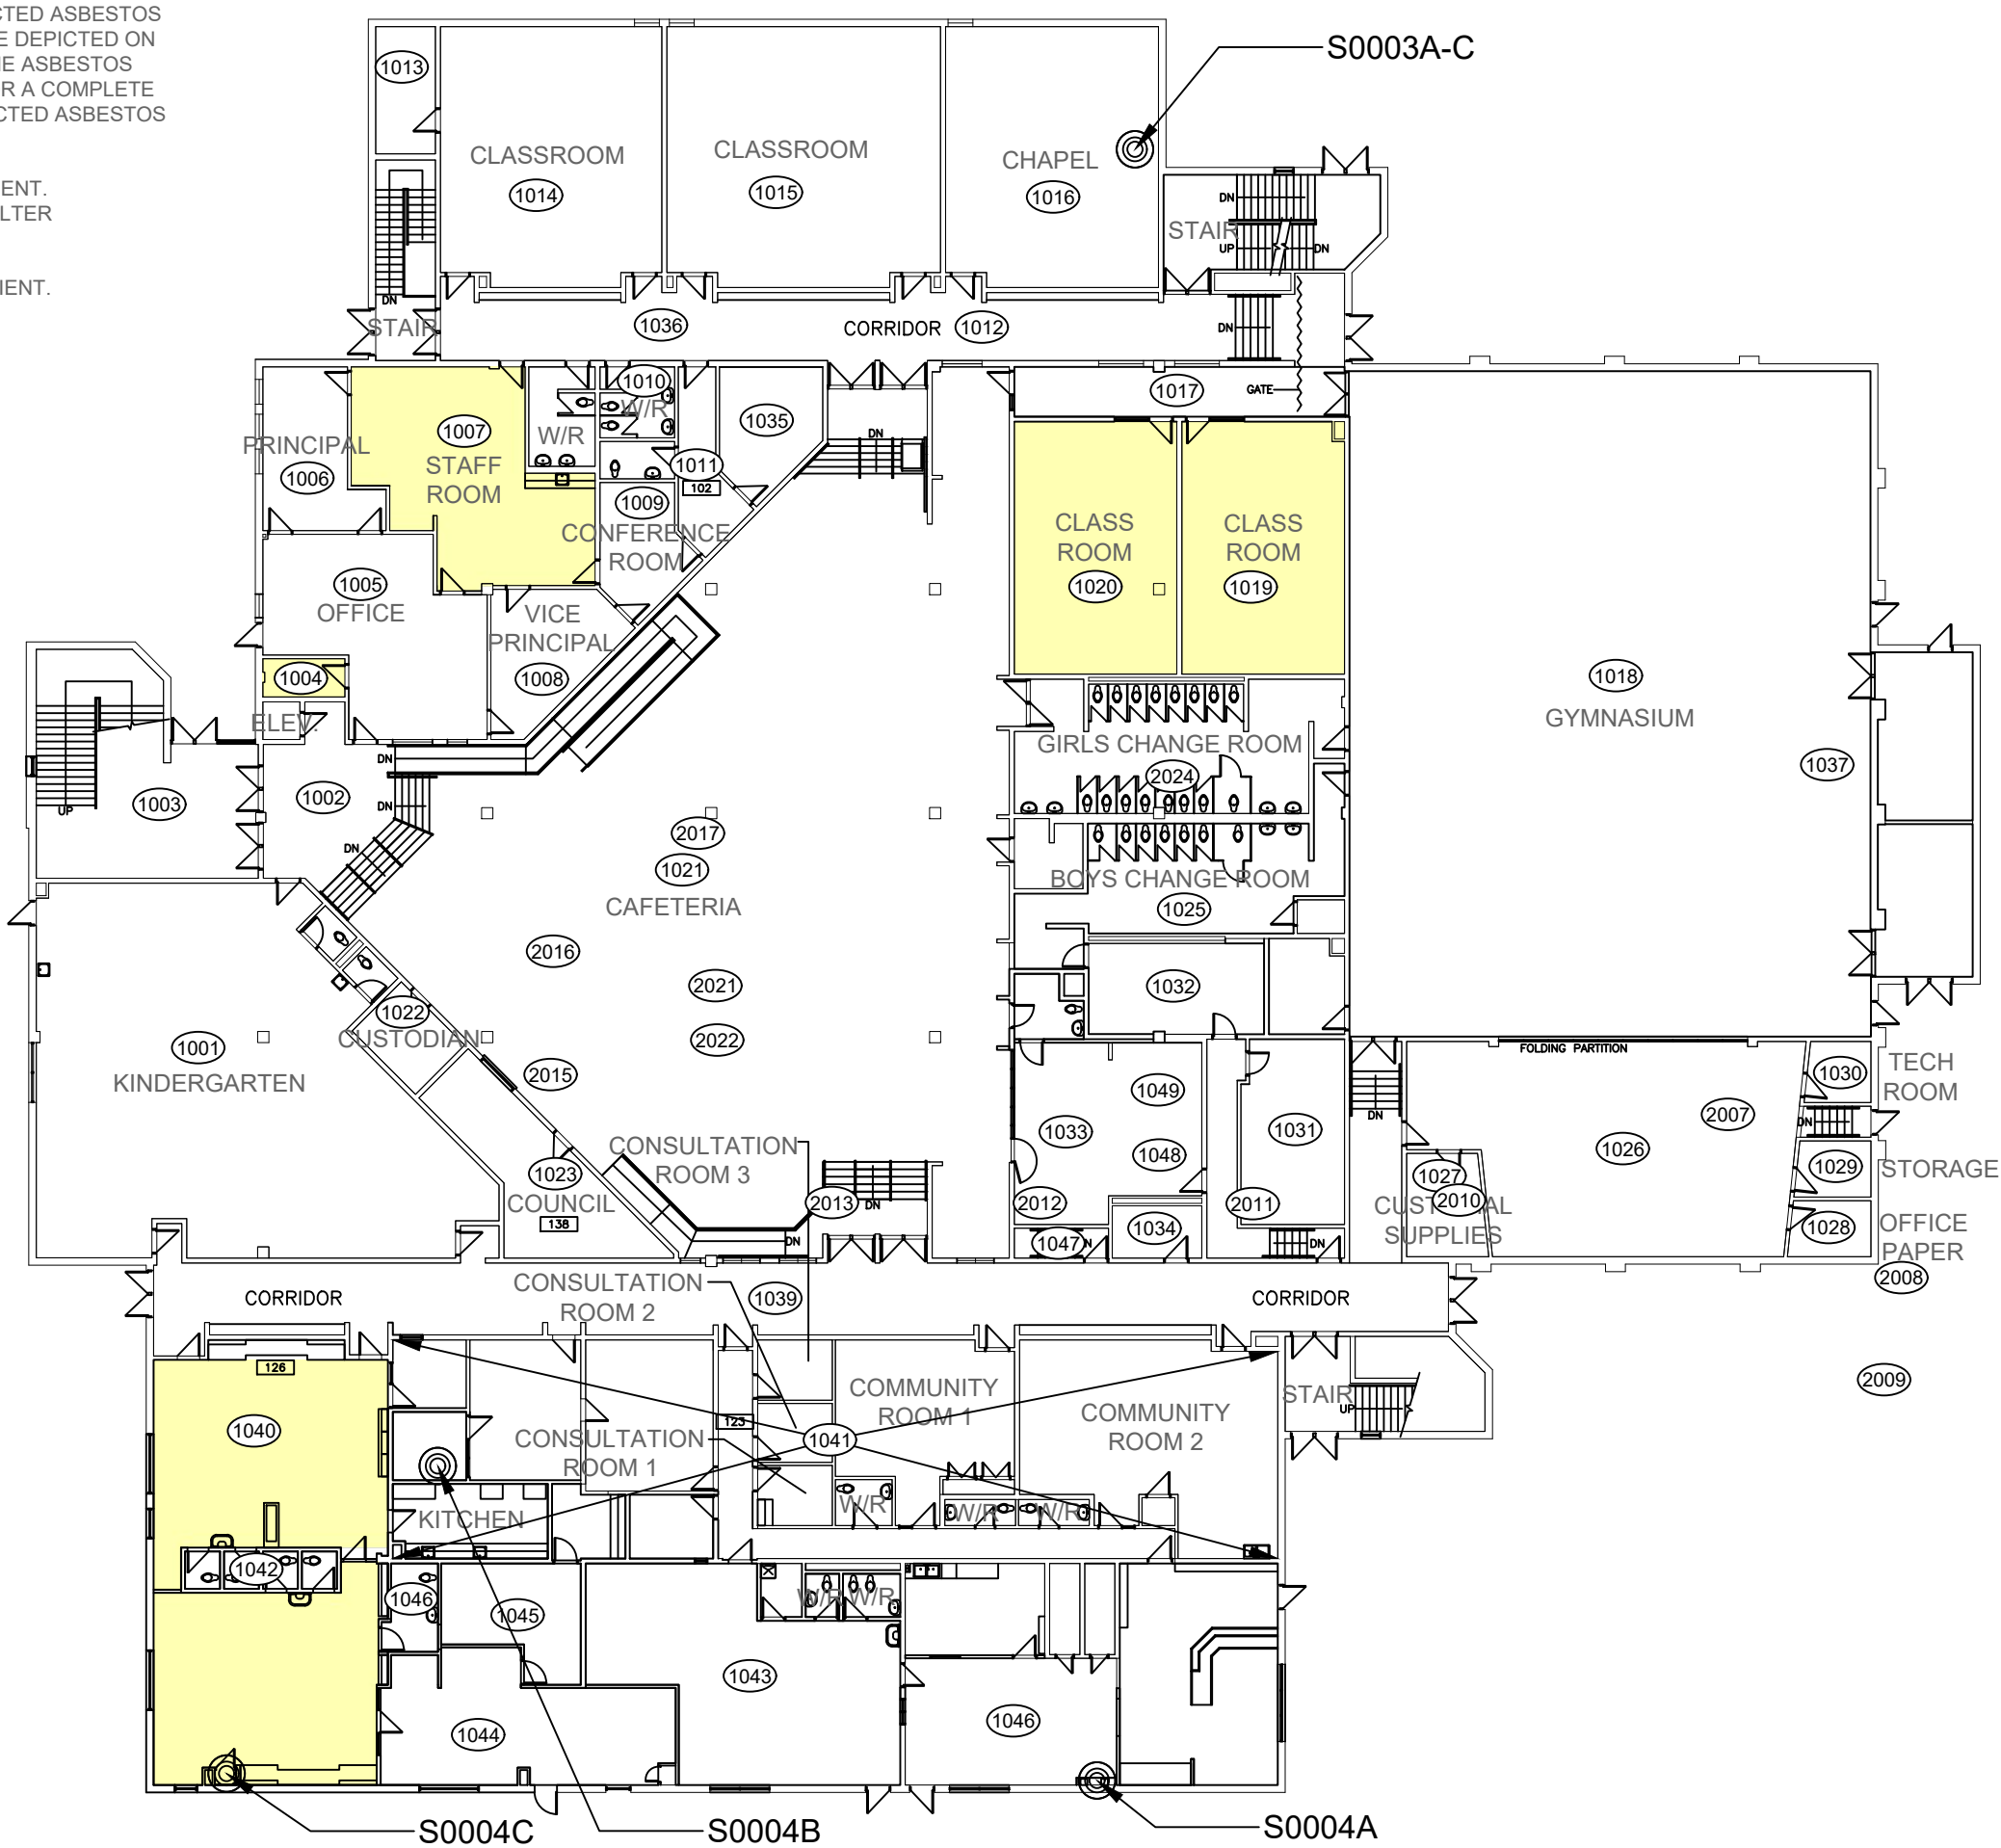 CTED ASBESTOS
E DEPICTED ON
E ASBESTOS
R A COMPLETE
CTED ASBESTOS
ENT.
LTER
IENT.
S0003A-C
1013
CLASSROOM
1014
CLASSROOM
1015
CHAPEL
1016
STAIR
DN
UP
DN
DN
STAIR
1036
CORRIDOR
1012
DN
1017
GATE
PRINCIPAL
1006
1007
STAFF
ROOM
W/R
1010
W/R
1035
1011
102
DN
1009
CONFERENCE
ROOM
CLASS
ROOM
1020
CLASS
ROOM
1019
1005
OFFICE
VICE
PRINCIPAL
1008
1004
ELEV.
1018
GYMNASIUM
1037
UP
1003
1002
DN
DN
DN
GIRLS CHANGE ROOM
2024
2017
1021
CAFETERIA
BOYS CHANGE ROOM
1025
2016
2021
2022
2015
1032
1022
CUSTODIAN
1001
KINDERGARTEN
FOLDING PARTITION
1030
TECH
ROOM
DN
DN
1049
1033
1048
1031
2007
1026
1029
STORAGE
1028
OFFICE
PAPER
2008
2009
1027
2010
SUPPLIES
CONSULTATION
ROOM 3
1023
COUNCIL
138
2013
DN
DN
2012
2011
1047
1034
DN
CORRIDOR
CONSULTATION
ROOM 2
1039
CORRIDOR
126
1040
CONSULTATION
ROOM 1
123
1041
COMMUNITY
ROOM 1
COMMUNITY
ROOM 2
STAIR
UP
KITCHEN
W/R
W/R
W/R
1042
1046
1045
W/R
W/R
1043
1044
1046
S0004C
S0004B
S0004A